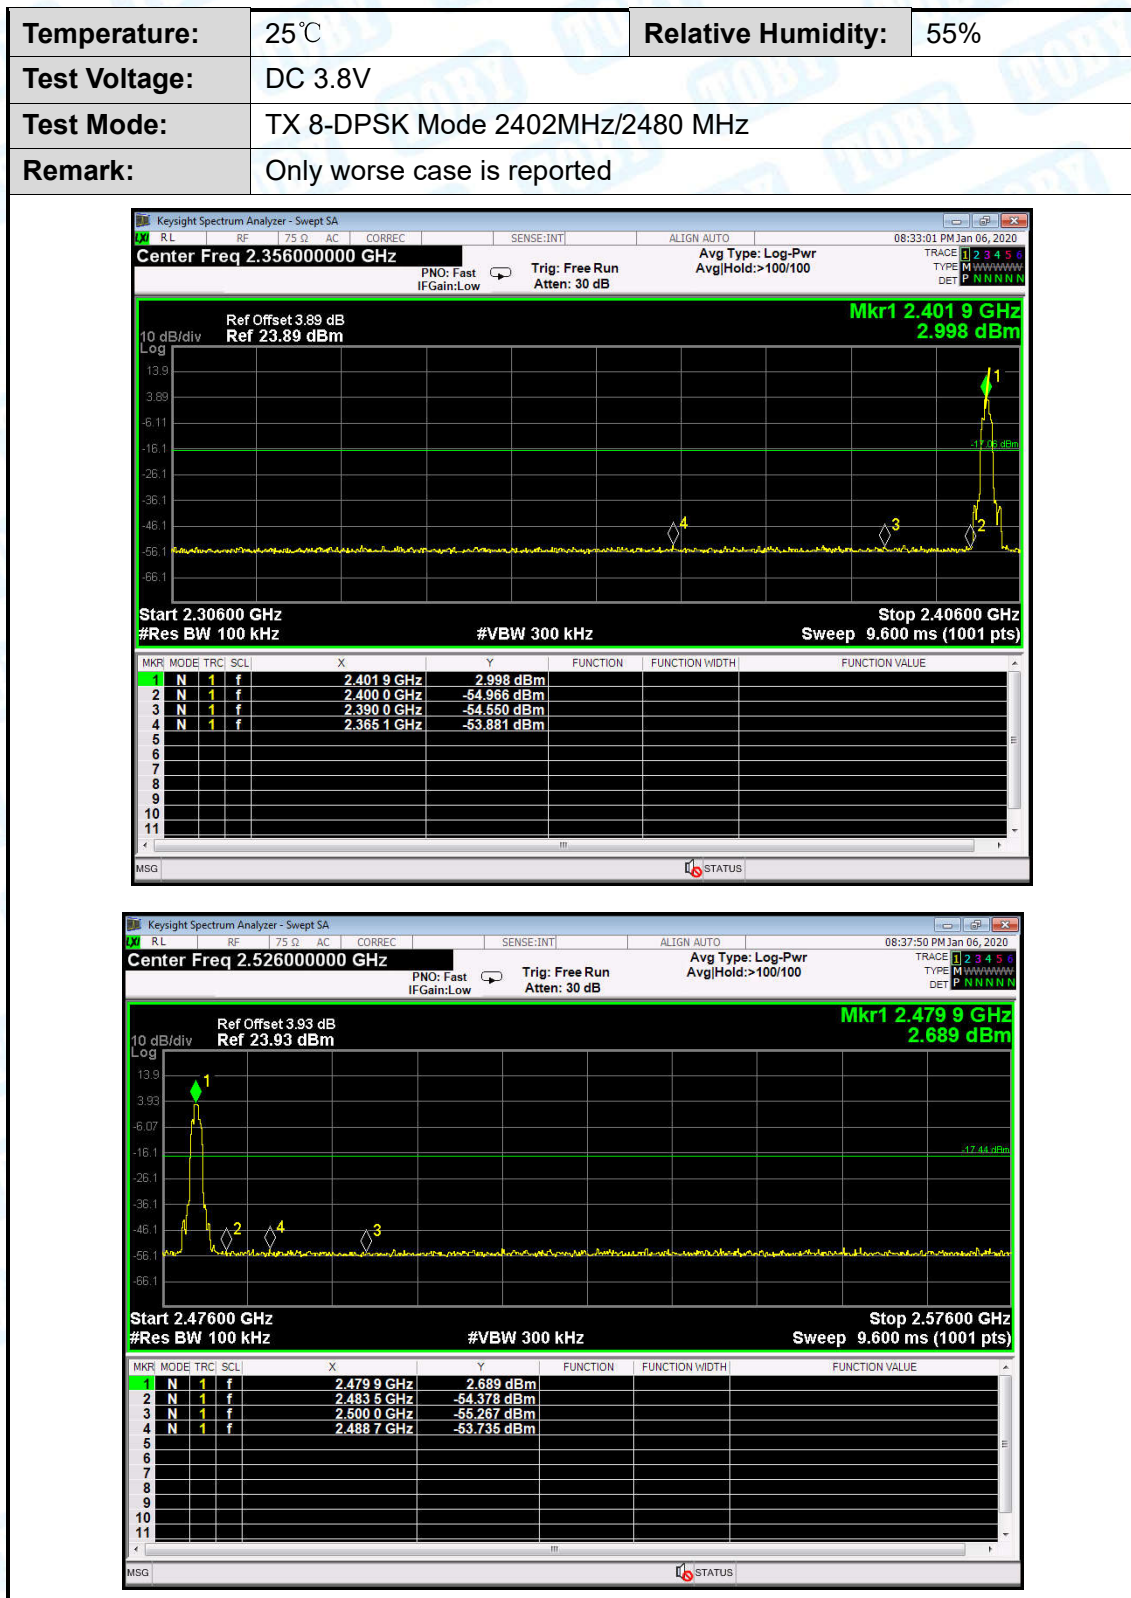 Temperature: 25℃ Relative Humidity: 55%
Test Voltage: DC 3.8V
Test Mode: TX 8-DPSK Mode 2402MHz/2480 MHz
Remark: Only worse case is reported
Keysight Spectrum Analyzer - Swept SA
LXI RL RF 75 Ω AC CORREC SENSE:INT ALIGN AUTO 08:33:01 PM Jan 06, 2020
Center Freq 2.356000000 GHz
PNO: Fast
IFGain:Low
Trig: Free Run
Atten: 30 dB
Avg Type: Log-Pwr
Avg|Hold:>100/100
TRACE 1 2 3 4 5 6
TYPE M WWWWW
DET P N N N N N
Mkr1 2.401 9 GHz
2.998 dBm
Ref Offset 3.89 dB
10 dB/div Ref 23.89 dBm
Log
13.9
3.89
-6.11
-16.1
-26.1
-36.1
-46.1
-56.1
-66.1
-17.06 dBm
1
4
3
2
Start 2.30600 GHz Stop 2.40600 GHz
#Res BW 100 kHz #VBW 300 kHz Sweep 9.600 ms (1001 pts)
MKR MODE TRC SCL X Y FUNCTION FUNCTION WIDTH FUNCTION VALUE
1 N 1 f 2.401 9 GHz 2.998 dBm
2 N 1 f 2.400 0 GHz -54.966 dBm
3 N 1 f 2.390 0 GHz -54.550 dBm
4 N 1 f 2.365 1 GHz -53.881 dBm
5
6
7
8
9
10
11
MSG STATUS
Keysight Spectrum Analyzer - Swept SA
LXI RL RF 75 Ω AC CORREC SENSE:INT ALIGN AUTO 08:37:50 PM Jan 06, 2020
Center Freq 2.526000000 GHz
PNO: Fast
IFGain:Low
Trig: Free Run
Atten: 30 dB
Avg Type: Log-Pwr
Avg|Hold:>100/100
TRACE 1 2 3 4 5 6
TYPE M WWWWW
DET P N N N N N
Mkr1 2.479 9 GHz
2.689 dBm
Ref Offset 3.93 dB
10 dB/div Ref 23.93 dBm
Log
13.9
3.93
-6.07
-16.1
-26.1
-36.1
-46.1
-56.1
-66.1
-17.44 dBm
1
2
4
3
Start 2.47600 GHz Stop 2.57600 GHz
#Res BW 100 kHz #VBW 300 kHz Sweep 9.600 ms (1001 pts)
MKR MODE TRC SCL X Y FUNCTION FUNCTION WIDTH FUNCTION VALUE
1 N 1 f 2.479 9 GHz 2.689 dBm
2 N 1 f 2.483 5 GHz -54.378 dBm
3 N 1 f 2.500 0 GHz -55.267 dBm
4 N 1 f 2.488 7 GHz -53.735 dBm
5
6
7
8
9
10
11
MSG STATUS